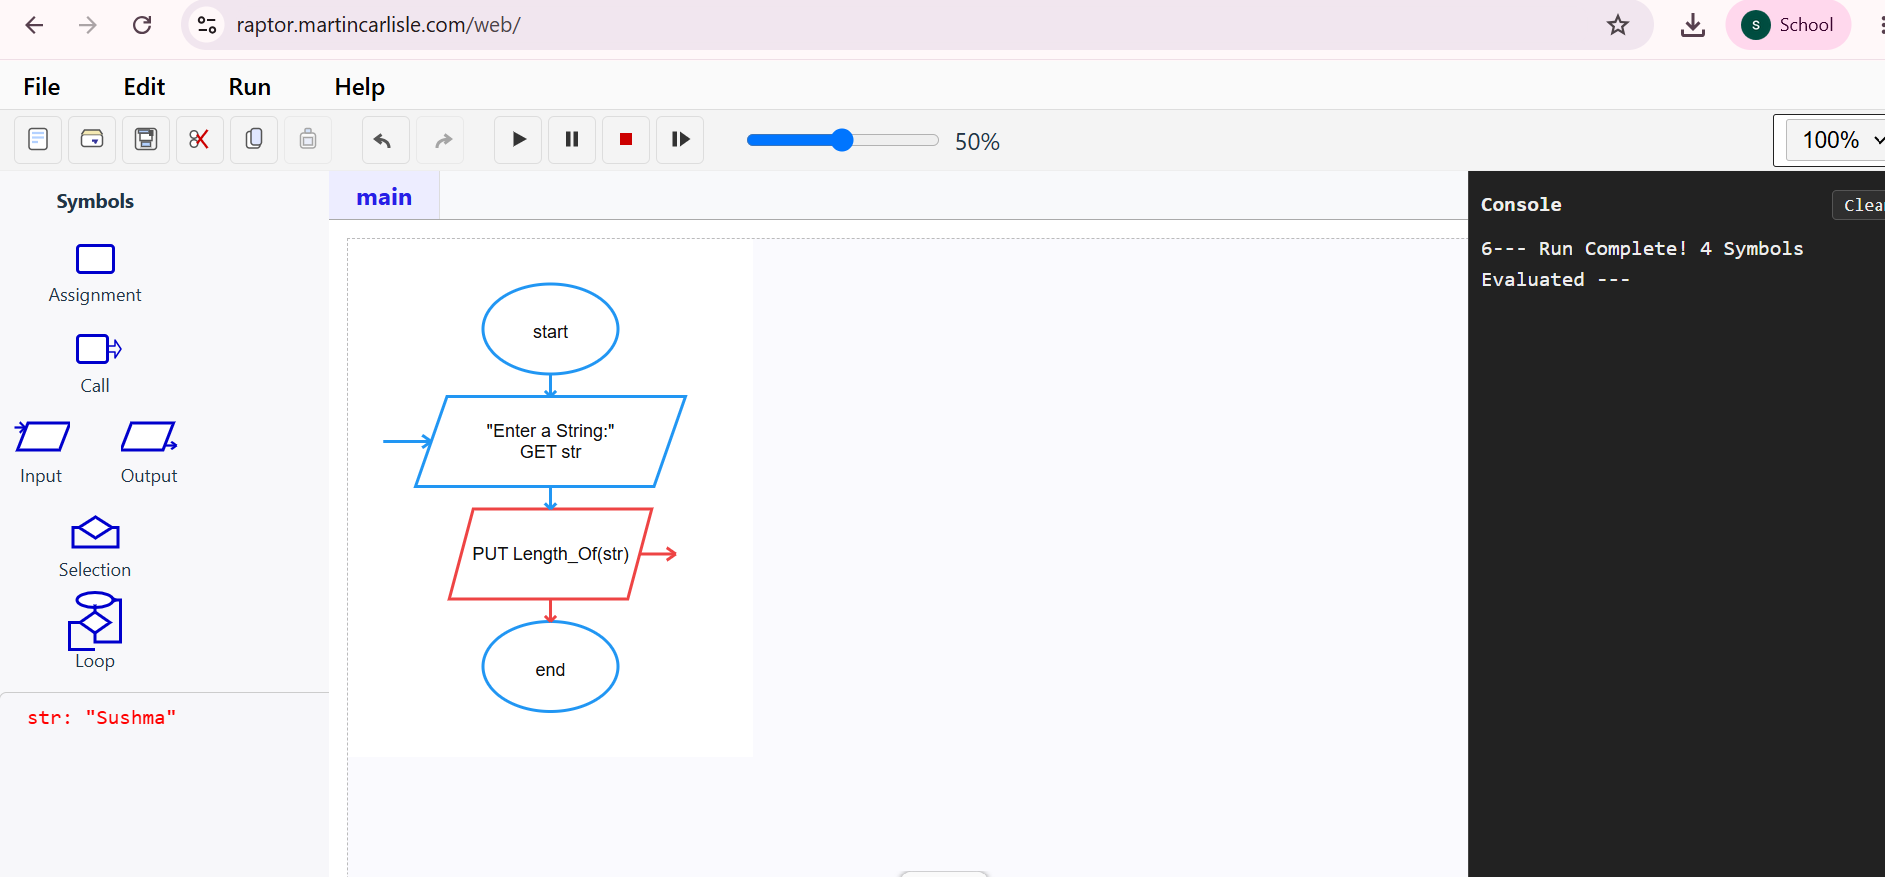 raptor.martincarlisle.com/web/
S School
File Edit Run Help
50%
100%
Symbols
main
Console
Assignment
6--- Run Complete! 4 Symbols
Evaluated ---
start
Call
"Enter a String:"
GET str
Input Output
PUT Length_Of(str)
Selection
Loop
end
str: "Sushma"